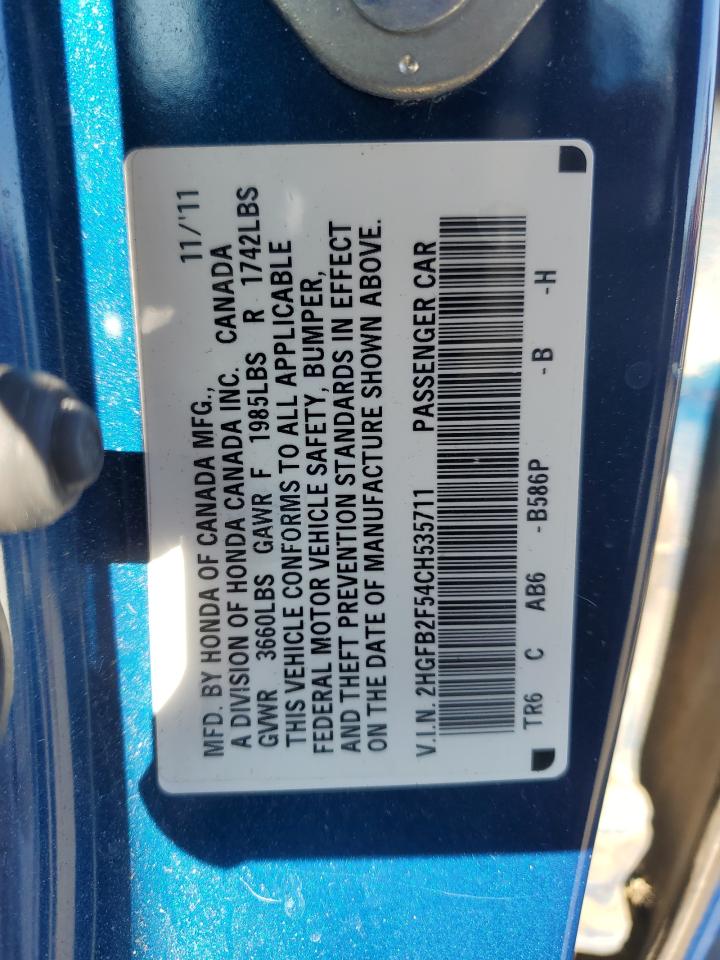 11/'11
MFD. BY HONDA OF CANADA MFG.,
A DIVISION OF HONDA CANADA INC. CANADA
GVWR 3660LBS GAWR F 1985LBS R 1742LBS
THIS VEHICLE CONFORMS TO ALL APPLICABLE
FEDERAL MOTOR VEHICLE SAFETY, BUMPER,
AND THEFT PREVENTION STANDARDS IN EFFECT
ON THE DATE OF MANUFACTURE SHOWN ABOVE.
V.I.N. 2HGFB2F54CH535711 PASSENGER CAR
TR6 C AB6 -B586P -B -H